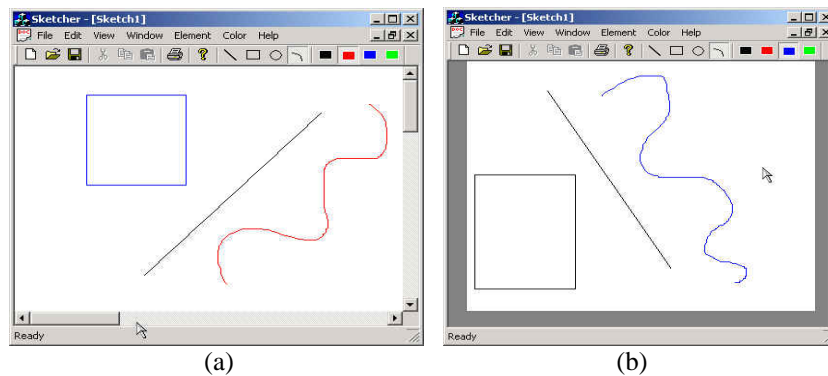 Sketcher - [Sketch1]
File Edit View Window Element Color Help
Ready
(a)
Sketcher - [Sketch1]
File Edit View Window Element Color Help
Ready
(b)